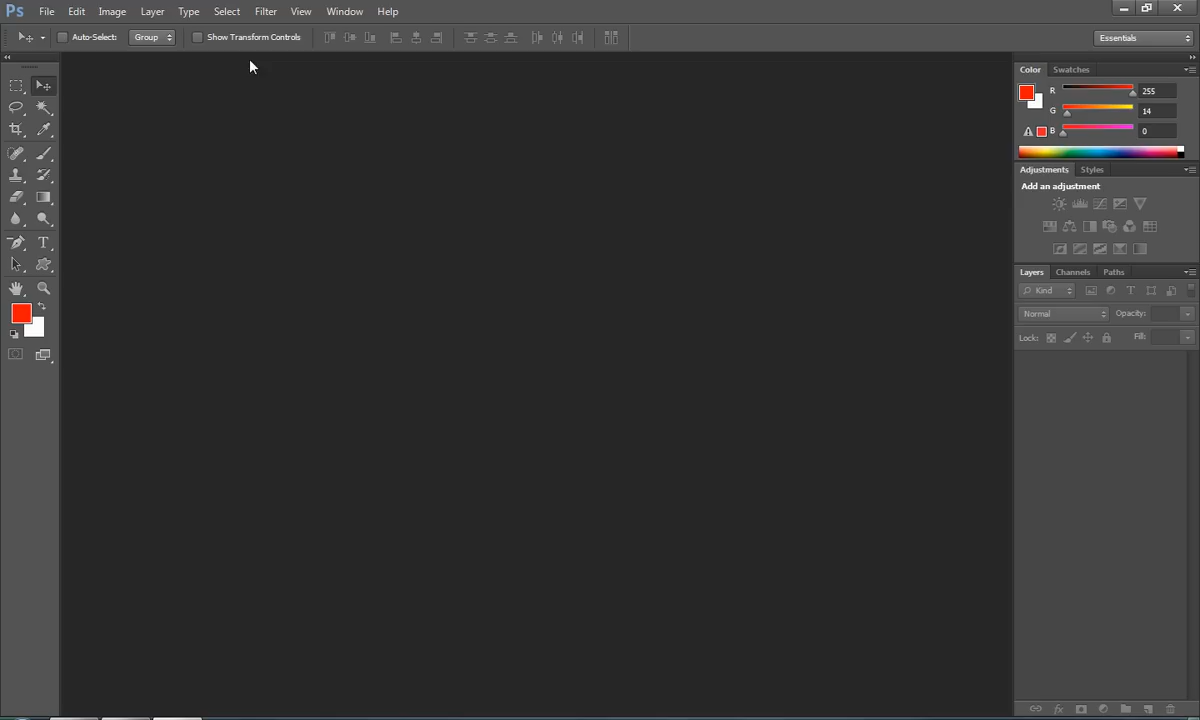 Ps File Edit Image Layer Type Select Filter View Window Help
Auto-Select: Group Show Transform Controls Essentials
Color Swatches
R 255
G 14
B 0
Adjustments Styles
Add an adjustment
T
Layers Channels Paths
Kind T
Normal Opacity:
Lock: Fill:
fx